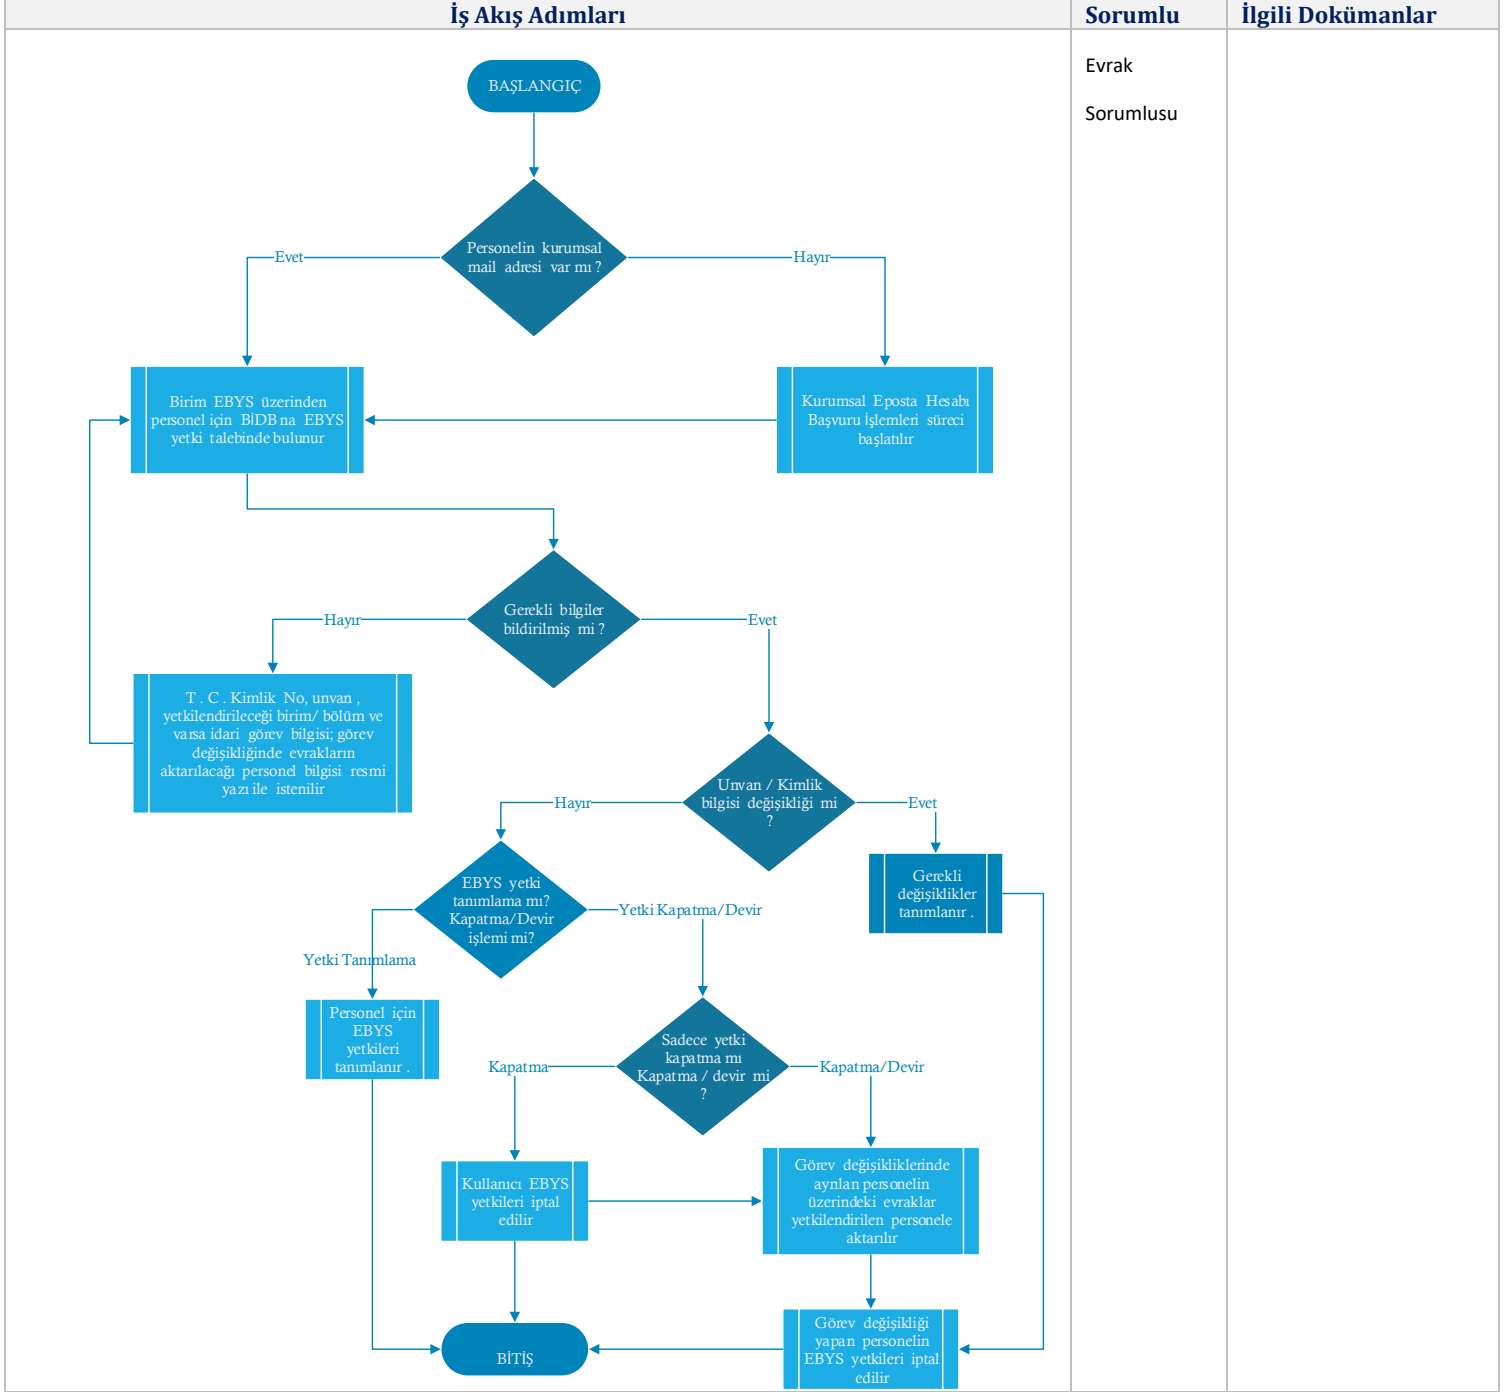 İş Akış Adımları
Sorumlu
İlgili Dokümanlar
Evrak
Sorumlusu
BAŞLANGIÇ
Personelin kurumsal
mail adresi var mı ?
Evet
Hayır
Birim EBYS üzerinden
personel için BİDB na EBYS
yetki talebinde bulunur
Kurumsal Eposta Hesabı
Başvuru İşlemleri süreci
başlatılır
Gerekli bilgiler
bildirilmiş mi ?
Hayır
Evet
T . C . Kimlik No, unvan ,
yetkilendirileceği birim/ bölüm ve
varsa idari görev bilgisi; görev
değişikliğinde evrakların
aktarılacağı personel bilgisi resmi
yazı ile istenilir
Unvan / Kimlik
bilgisi değişikliği mi
?
Hayır
Evet
Gerekli
değişiklikler
tanımlanır .
EBYS yetki
tanımlama mı?
Kapatma/Devir
işlemi mi?
Yetki Kapatma/Devir
Yetki Tanımlama
Personel için
EBYS
yetkileri
tanımlanır .
Sadece yetki
kapatma mı
Kapatma / devir mi
?
Kapatma
Kapatma/Devir
Kullanıcı EBYS
yetkileri iptal
edilir
Görev değişikliklerinde
ayrılan personelin
üzerindeki evraklar
yetkilendirilen personele
aktarılır
Görev değişikliği
yapan personelin
EBYS yetkileri iptal
edilir
BİTİŞ